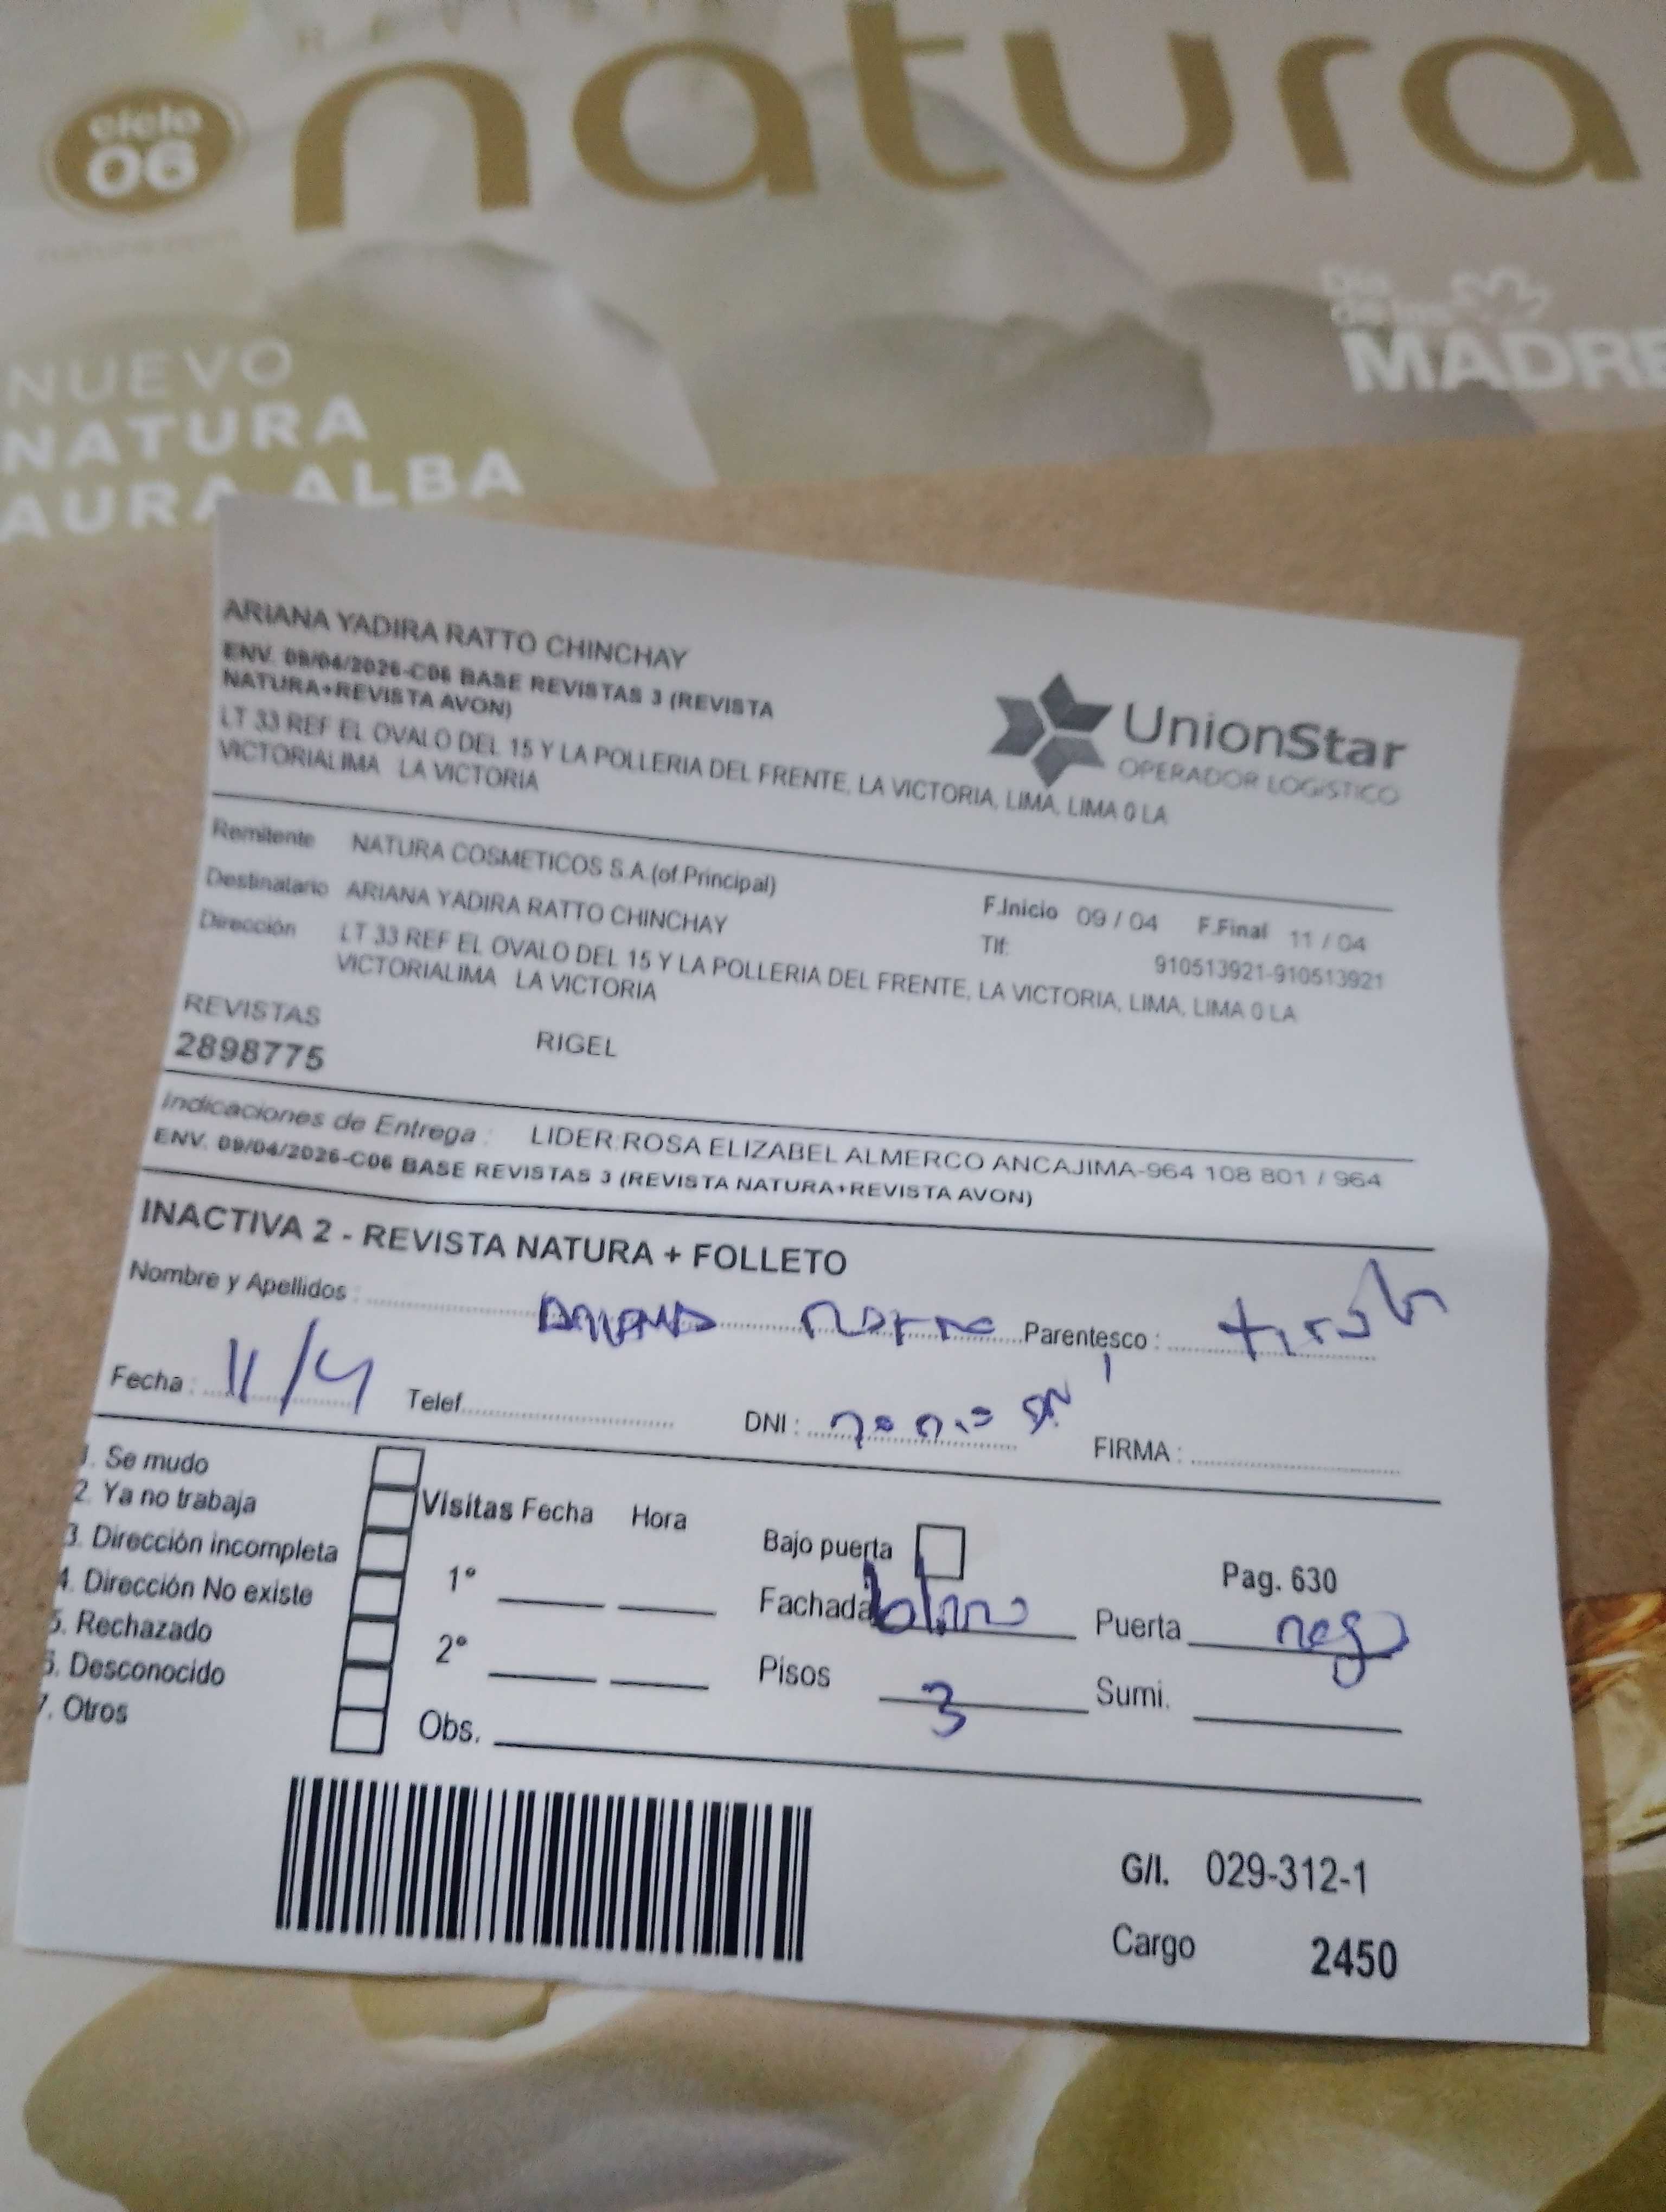 REVISTA
ciclo
06
natura
Día
de las
MADRE
NUEVO
NATURA
AURA ALBA
ARIANA YADIRA RATTO CHINCHAY
ENV. 09/04/2026-C06 BASE REVISTAS 3 (REVISTA
NATURA+REVISTA AVON)
LT 33 REF EL OVALO DEL 15 Y LA POLLERIA DEL FRENTE, LA VICTORIA, LIMA, LIMA 0 LA
VICTORIALIMA LA VICTORIA
UnionStar
OPERADOR LOGISTICO
Remitente NATURA COSMETICOS S.A.(of.Principal)
Destinatario ARIANA YADIRA RATTO CHINCHAY
F.Inicio 09 / 04 F.Final 11 / 04
Tlf: 910513921-910513921
Dirección LT 33 REF EL OVALO DEL 15 Y LA POLLERIA DEL FRENTE, LA VICTORIA, LIMA, LIMA 0 LA
VICTORIALIMA LA VICTORIA
REVISTAS
2898775 RIGEL
Indicaciones de Entrega : LIDER:ROSA ELIZABEL ALMERCO ANCAJIMA-964 108 801 / 964
ENV. 09/04/2026-C06 BASE REVISTAS 3 (REVISTA NATURA+REVISTA AVON)
INACTIVA 2 - REVISTA NATURA + FOLLETO
Nombre y Apellidos : Parentesco :
Fecha : 11/4 Telef. DNI : FIRMA :
1. Se mudo
2. Ya no trabaja
3. Dirección incompleta
4. Dirección No existe
5. Rechazado
6. Desconocido
7. Otros
Visitas Fecha Hora
1°
2°
Obs.
Bajo puerta Pag. 630
Fachada Puerta
Pisos 3 Sumi.
G/I. 029-312-1
Cargo 2450